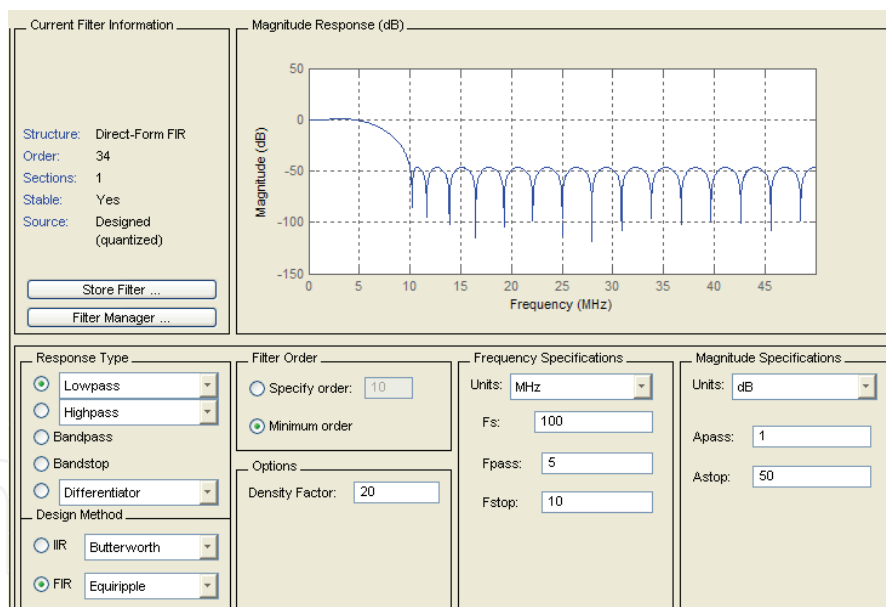 Current Filter Information
Structure: Direct-Form FIR
Order: 34
Sections: 1
Stable: Yes
Source: Designed
(quantized)
Store Filter ...
Filter Manager ...
Magnitude Response (dB)
50
0
-50
-100
-150
Magnitude (dB)
0 5 10 15 20 25 30 35 40 45
Frequency (MHz)
Response Type
Lowpass
Highpass
Bandpass
Bandstop
Differentiator
Design Method
IIR Butterworth
FIR Equiripple
Filter Order
Specify order: 10
Minimum order
Options
Density Factor: 20
Frequency Specifications
Units: MHz
Fs: 100
Fpass: 5
Fstop: 10
Magnitude Specifications
Units: dB
Apass: 1
Astop: 50